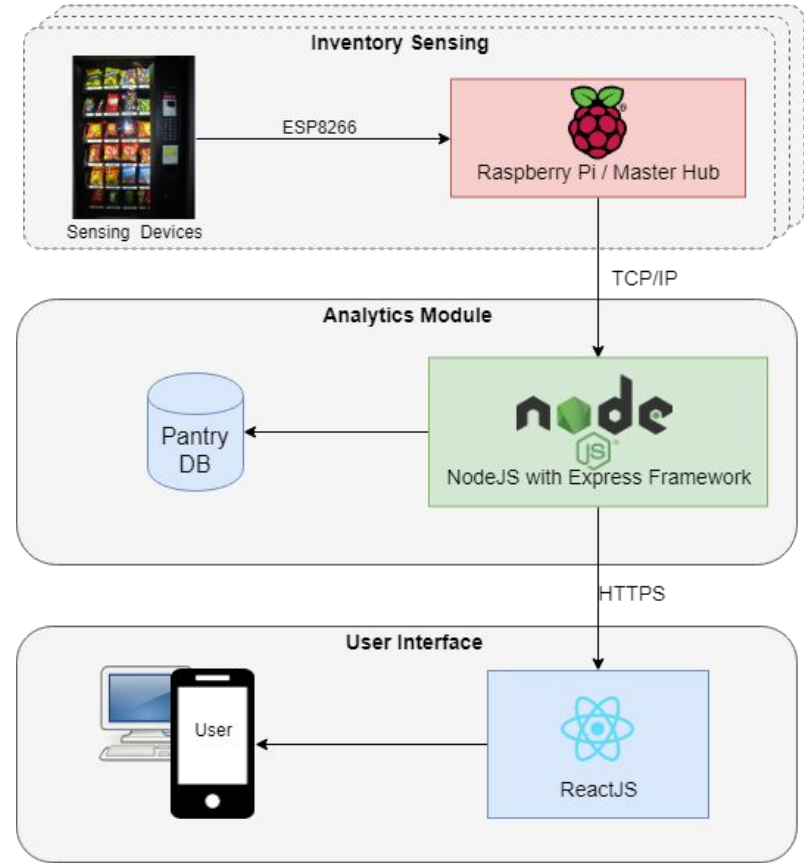 Inventory Sensing
ESP8266
Raspberry Pi / Master Hub
Sensing Devices
TCP/IP
Analytics Module
Pantry
DB
node
JS
NodeJS with Express Framework
HTTPS
User Interface
User
ReactJS